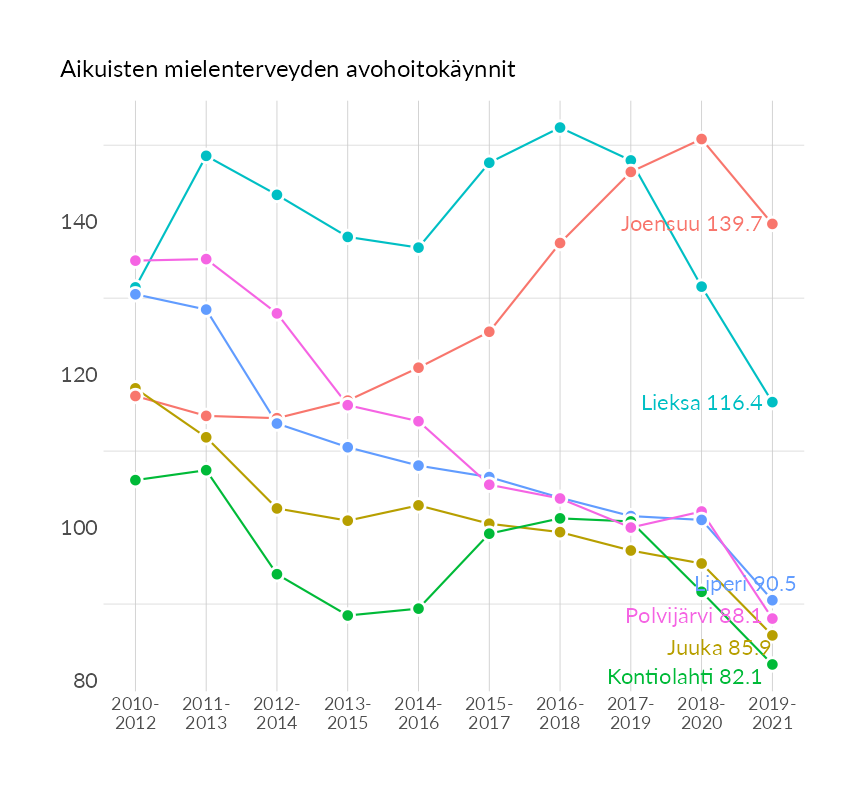 Aikuisten mielenterveyden avohoitokäynnit
140
120
100
80
Joensuu 139.7
Lieksa 116.4
Liperi 90.5
Polvijärvi 88.1
Juuka 85.9
Kontiolahti 82.1
2010- 2011- 2012- 2013- 2014- 2015- 2016- 2017- 2018- 2019-
2012 2013 2014 2015 2016 2017 2018 2019 2020 2021